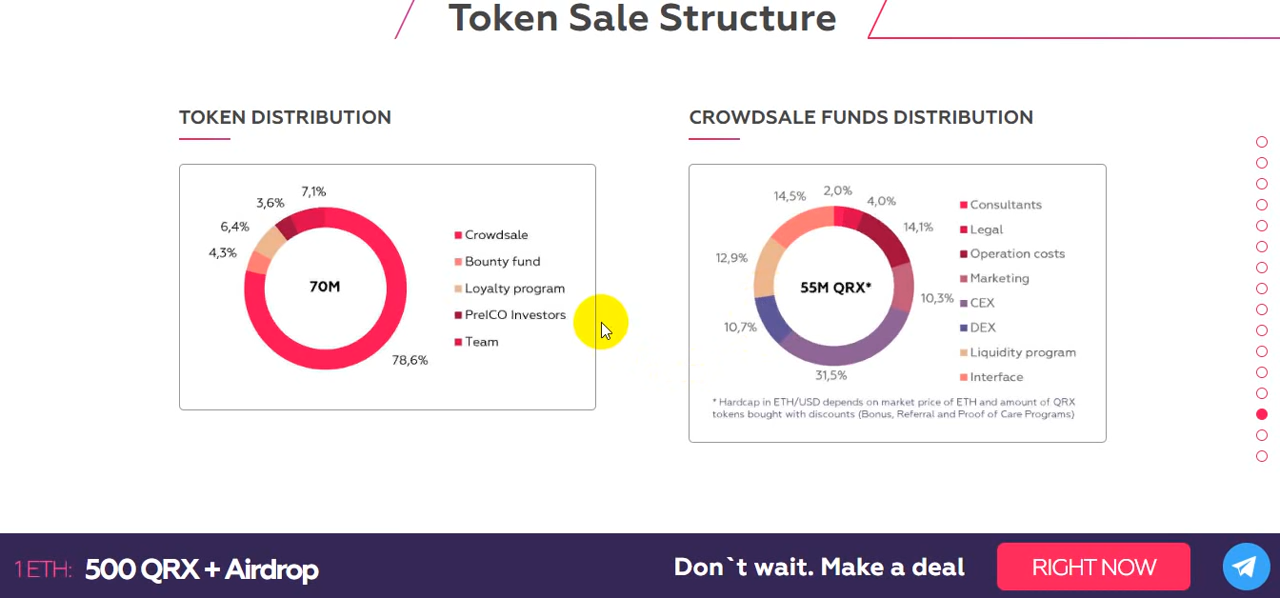 Token Sale Structure
TOKEN DISTRIBUTION
7,1%
3,6%
6,4%
4,3%
70M
78,6%
Crowdsale
Bounty fund
Loyalty program
PreICO Investors
Team
CROWDSALE FUNDS DISTRIBUTION
14,5%
2,0%
4,0%
14,1%
12,9%
10,3%
10,7%
31,5%
55M QRX*
Consultants
Legal
Operation costs
Marketing
CEX
DEX
Liquidity program
Interface
* Hardcap in ETH/USD depends on market price of ETH and amount of QRX
tokens bought with discounts (Bonus, Referral and Proof of Care Programs)
1 ETH: 500 QRX + Airdrop
Don`t wait. Make a deal
RIGHT NOW